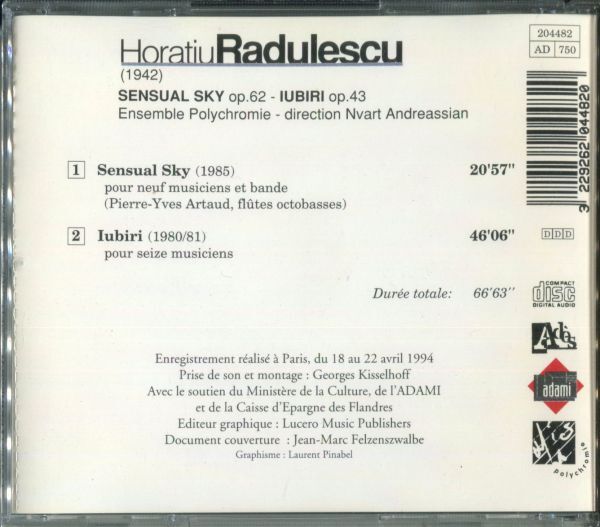 Horatiu Radulescu
(1942)
SENSUAL SKY op.62 - IUBIRI op.43
Ensemble Polychromie - direction Nvart Andreassian
204482
AD 750
1 Sensual Sky (1985) 20'57"
pour neuf musiciens et bande
(Pierre-Yves Artaud, flûtes octobasses)
2 Iubiri (1980/81) 46'06"
pour seize musiciens
Durée totale: 66'63"
3 229262 044820
DDD
COMPACT
disc
DIGITAL AUDIO
Adès
adami
polychromie
Enregistrement réalisé à Paris, du 18 au 22 avril 1994
Prise de son et montage : Georges Kisselhoff
Avec le soutien du Ministère de la Culture, de l'ADAMI
et de la Caisse d'Epargne des Flandres
Editeur graphique : Lucero Music Publishers
Document couverture : Jean-Marc Felzenszwalbe
Graphisme : Laurent Pinabel